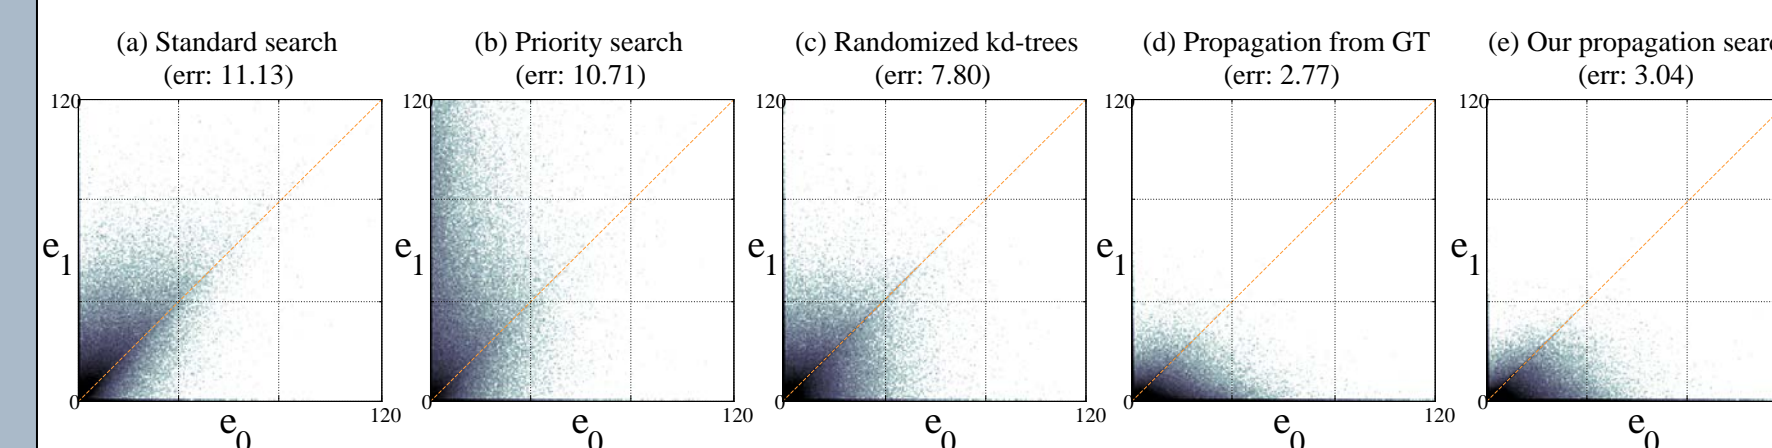 (a) Standard search
(err: 11.13)
120
e1
0
e0
120
(b) Priority search
(err: 10.71)
120
e1
0
e0
120
(c) Randomized kd-trees
(err: 7.80)
120
e1
0
e0
120
(d) Propagation from GT
(err: 2.77)
120
e1
0
e0
120
(e) Our propagation sear
(err: 3.04)
120
e1
0
e0